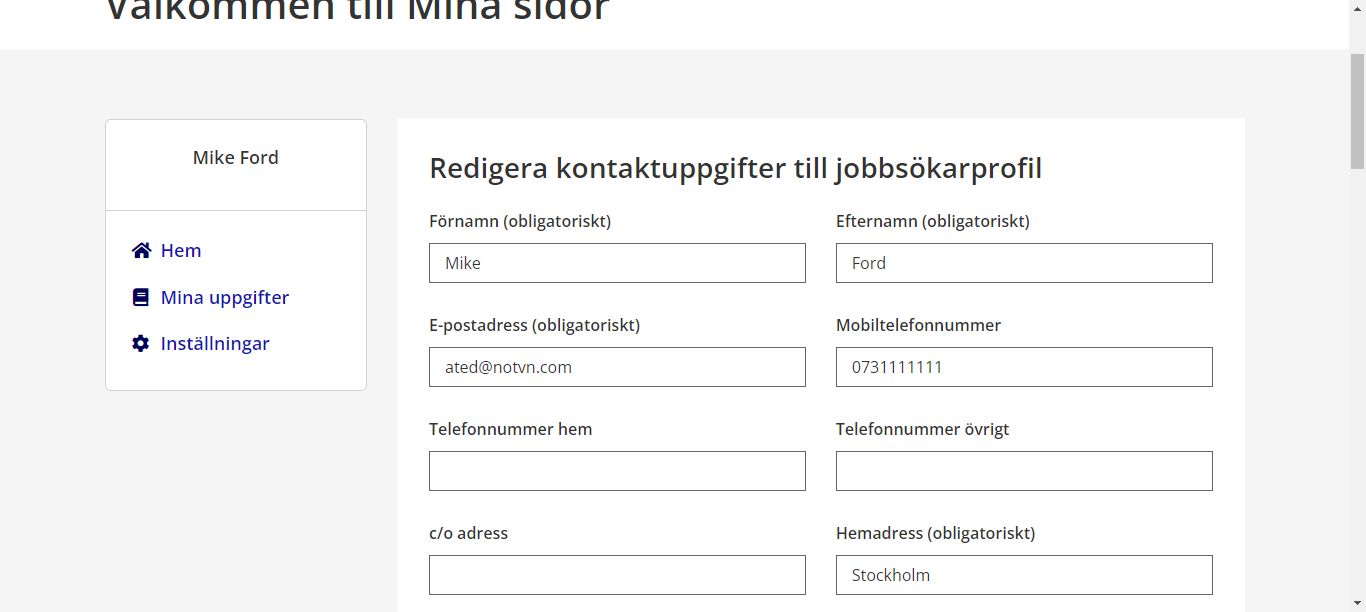 Välkommen till Mina sidor
Mike Ford
Hem
Mina uppgifter
Inställningar
Redigera kontaktuppgifter till jobbsökarprofil
Förnamn (obligatoriskt)
Efternamn (obligatoriskt)
Mike
Ford
E-postadress (obligatoriskt)
Mobiltelefonnummer
ated@notvn.com
0731111111
Telefonnummer hem
Telefonnummer övrigt
c/o adress
Hemadress (obligatoriskt)
Stockholm